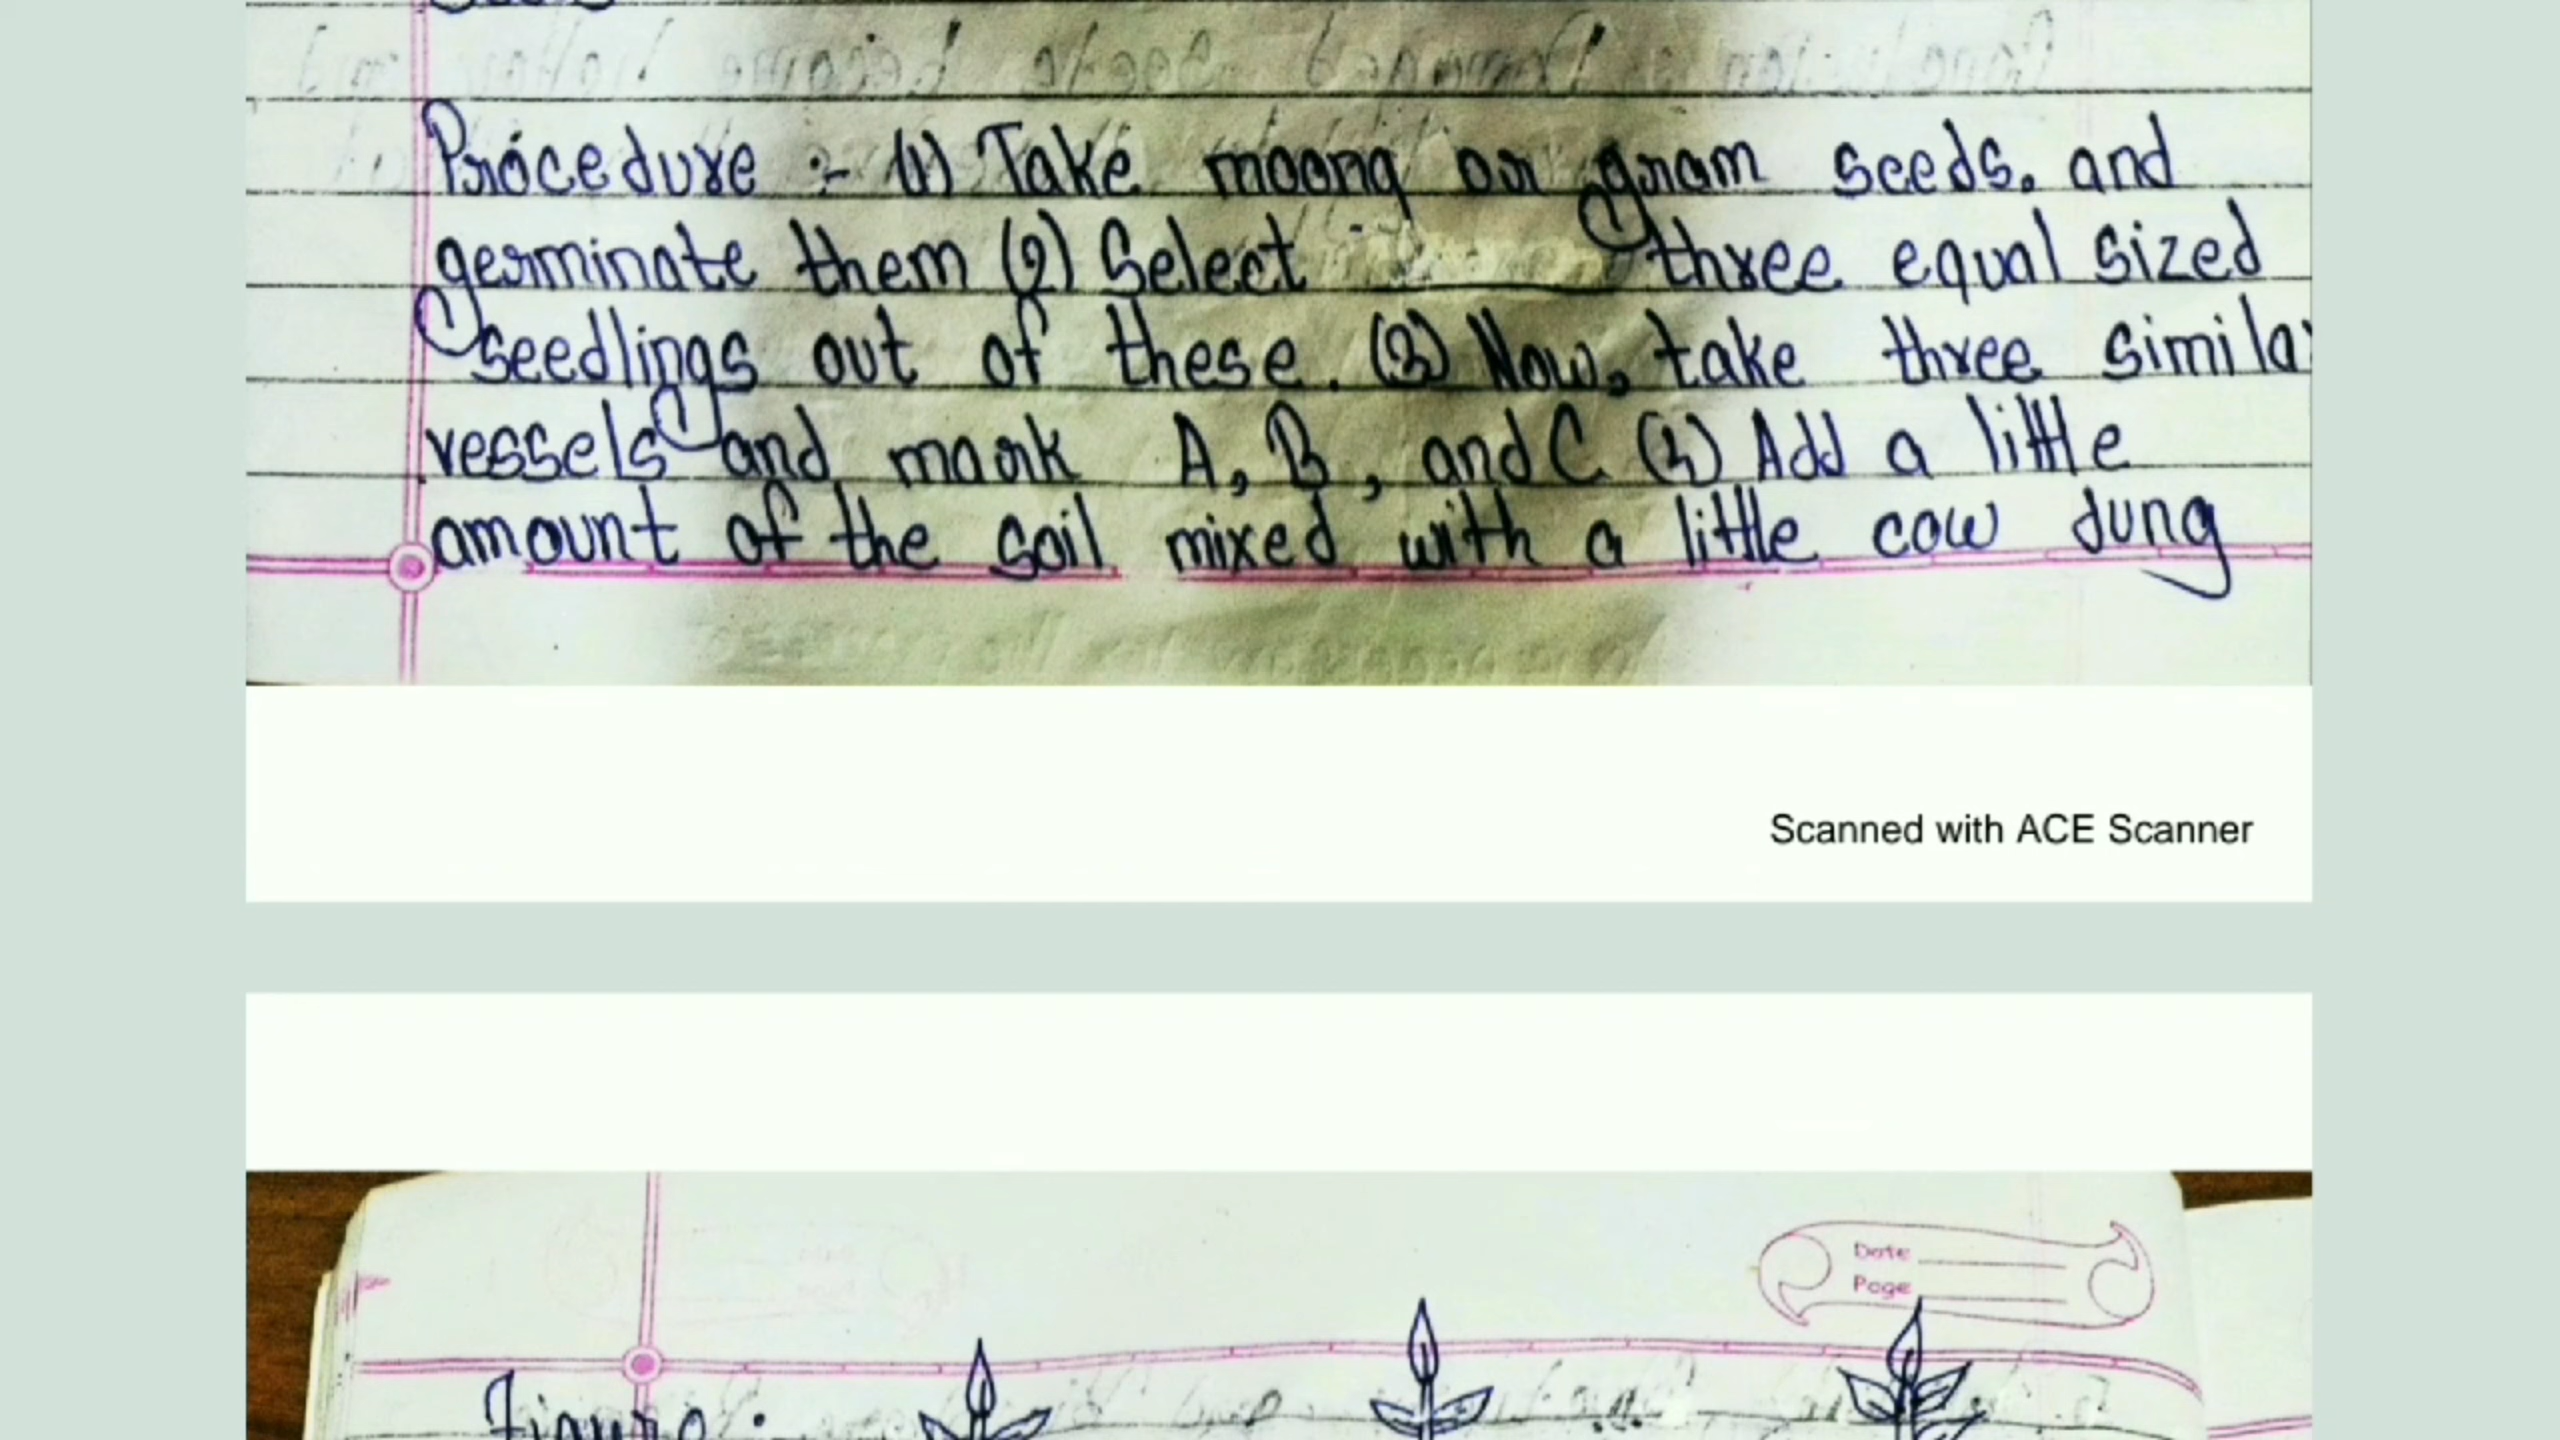 Procedure :- (1) Take moong or gram seeds. and
germinate them (2) Select three equal sized
seedlings out of these. (3) Now, take three similar
vessels and mark A, B, and C (3) Add a little
amount of the soil mixed with a little cow dung
Scanned with ACE Scanner
Date
Page
Figure :